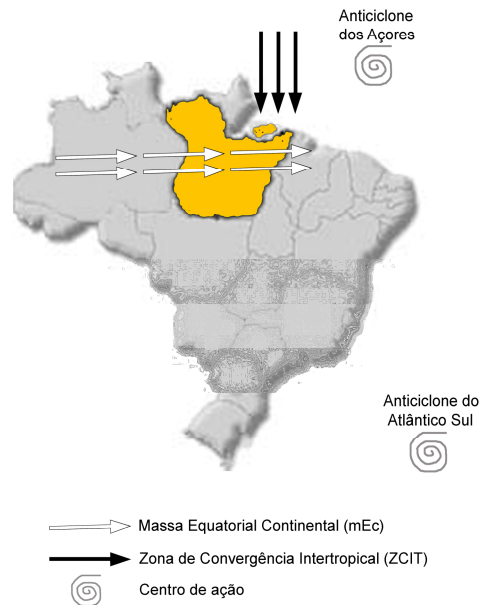 Anticiclone
dos Açores
Anticiclone do
Atlântico Sul
Massa Equatorial Continental (mEc)
Zona de Convergência Intertropical (ZCIT)
Centro de ação